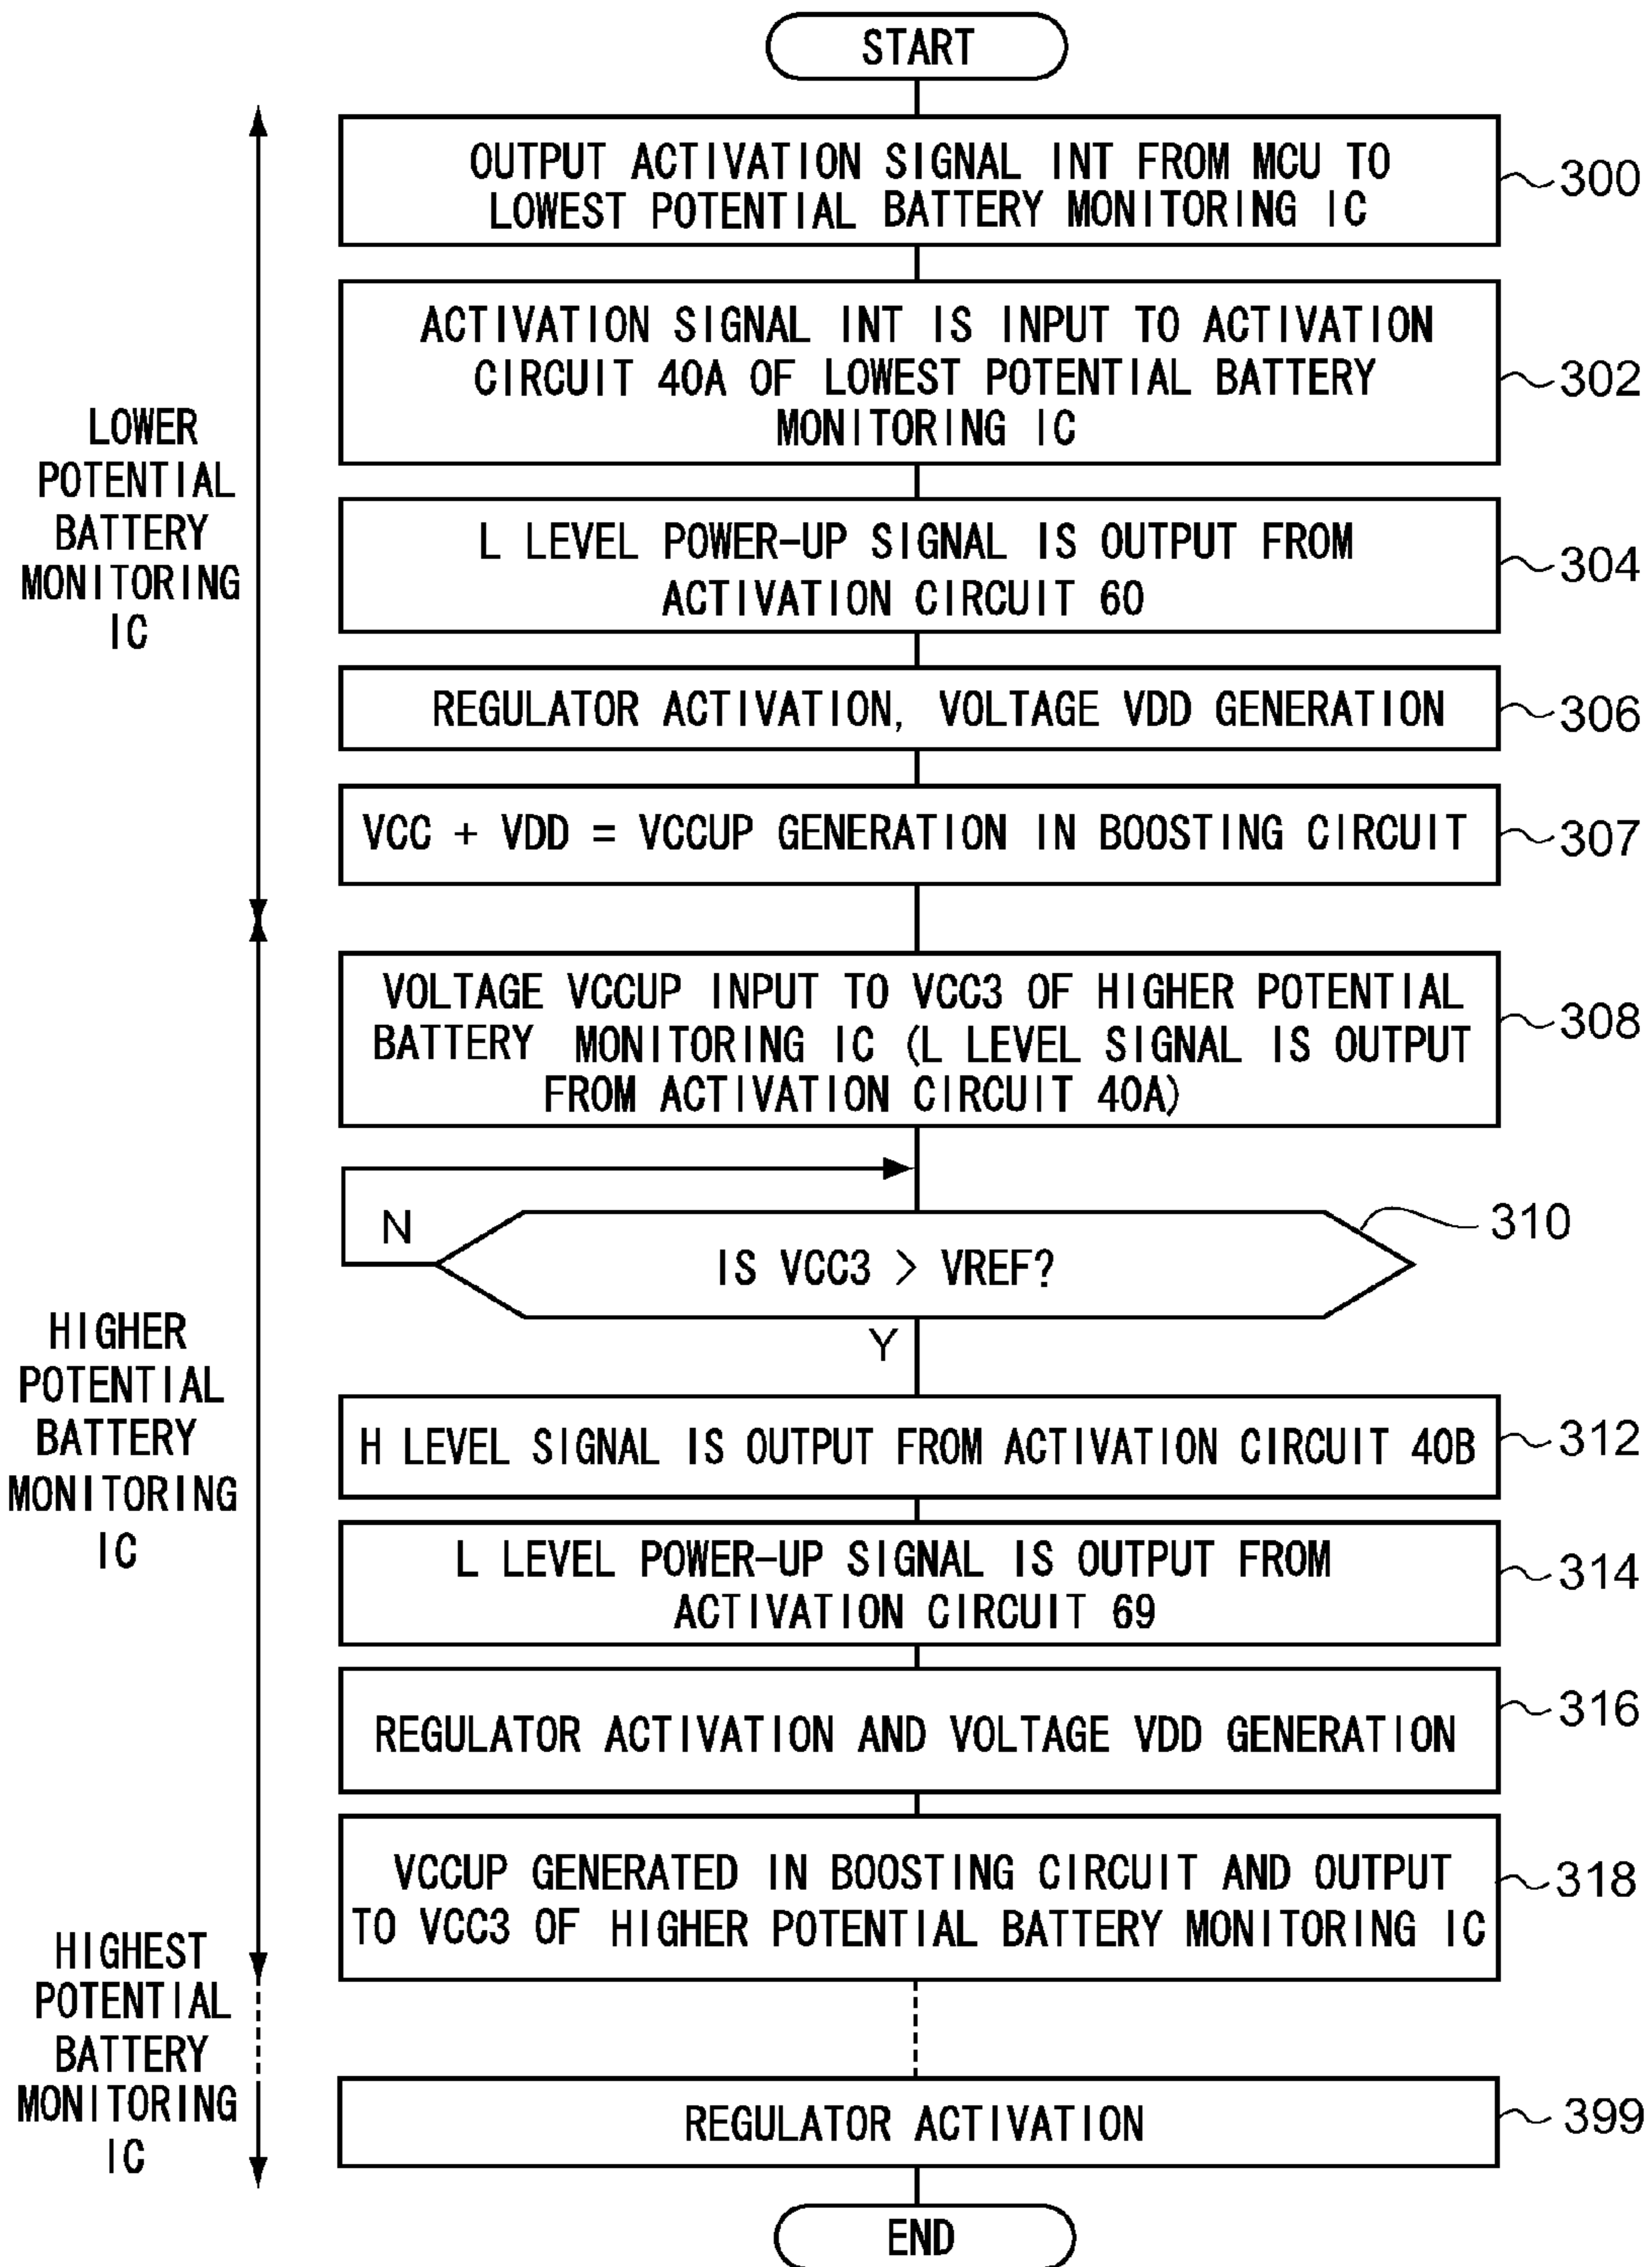 START
OUTPUT ACTIVATION SIGNAL INT FROM MCU TO
LOWEST POTENTIAL BATTERY MONITORING IC
300
ACTIVATION SIGNAL INT IS INPUT TO ACTIVATION
CIRCUIT 40A OF LOWEST POTENTIAL BATTERY
MONITORING IC
302
LOWER
POTENTIAL
BATTERY
MONITORING
IC
L LEVEL POWER-UP SIGNAL IS OUTPUT FROM
ACTIVATION CIRCUIT 60
304
REGULATOR ACTIVATION, VOLTAGE VDD GENERATION
306
VCC + VDD = VCCUP GENERATION IN BOOSTING CIRCUIT
307
VOLTAGE VCCUP INPUT TO VCC3 OF HIGHER POTENTIAL
BATTERY MONITORING IC (L LEVEL SIGNAL IS OUTPUT
FROM ACTIVATION CIRCUIT 40A)
308
N
IS VCC3 > VREF?
310
Y
HIGHER
POTENTIAL
BATTERY
MONITORING
IC
H LEVEL SIGNAL IS OUTPUT FROM ACTIVATION CIRCUIT 40B
312
L LEVEL POWER-UP SIGNAL IS OUTPUT FROM
ACTIVATION CIRCUIT 69
314
REGULATOR ACTIVATION AND VOLTAGE VDD GENERATION
316
VCCUP GENERATED IN BOOSTING CIRCUIT AND OUTPUT
TO VCC3 OF HIGHER POTENTIAL BATTERY MONITORING IC
318
HIGHEST
POTENTIAL
BATTERY
MONITORING
IC
REGULATOR ACTIVATION
399
END